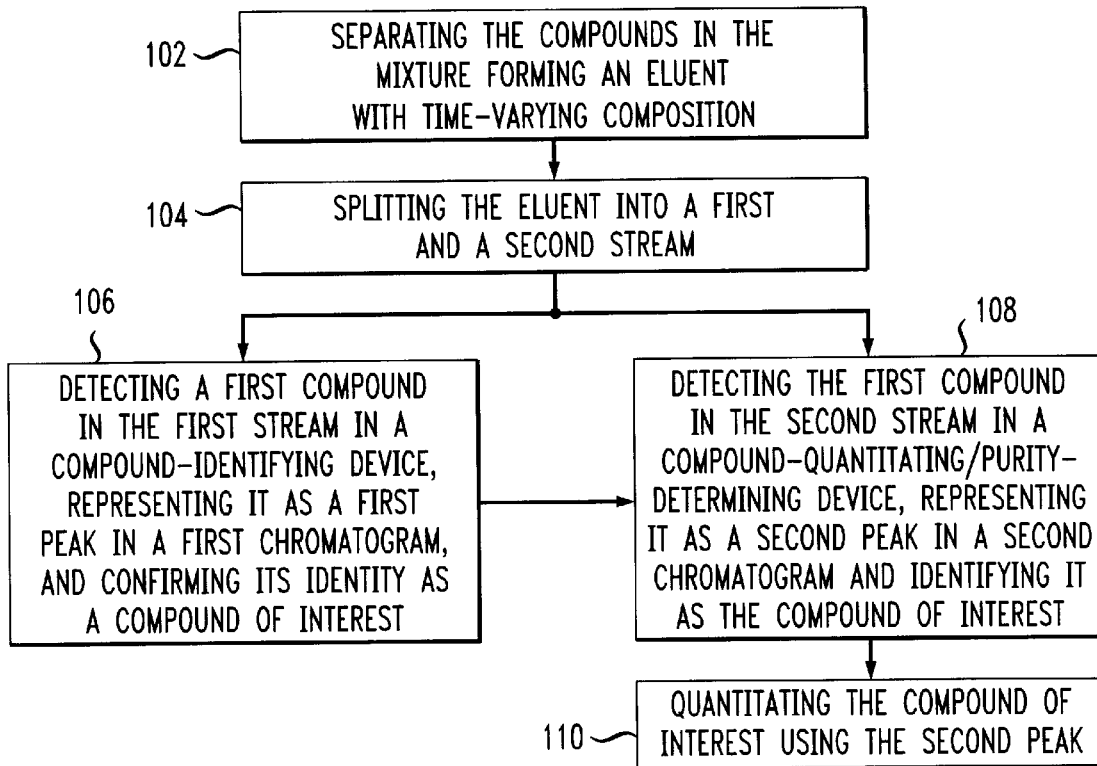 102
SEPARATING THE COMPOUNDS IN THE
MIXTURE FORMING AN ELUENT
WITH TIME-VARYING COMPOSITION
104
SPLITTING THE ELUENT INTO A FIRST
AND A SECOND STREAM
106
DETECTING A FIRST COMPOUND
IN THE FIRST STREAM IN A
COMPOUND-IDENTIFYING DEVICE,
REPRESENTING IT AS A FIRST
PEAK IN A FIRST CHROMATOGRAM,
AND CONFIRMING ITS IDENTITY AS
A COMPOUND OF INTEREST
108
DETECTING THE FIRST COMPOUND
IN THE SECOND STREAM IN A
COMPOUND-QUANTITATING/PURITY-
DETERMINING DEVICE, REPRESENTING
IT AS A SECOND PEAK IN A SECOND
CHROMATOGRAM AND IDENTIFYING IT
AS THE COMPOUND OF INTEREST
110
QUANTITATING THE COMPOUND OF
INTEREST USING THE SECOND PEAK